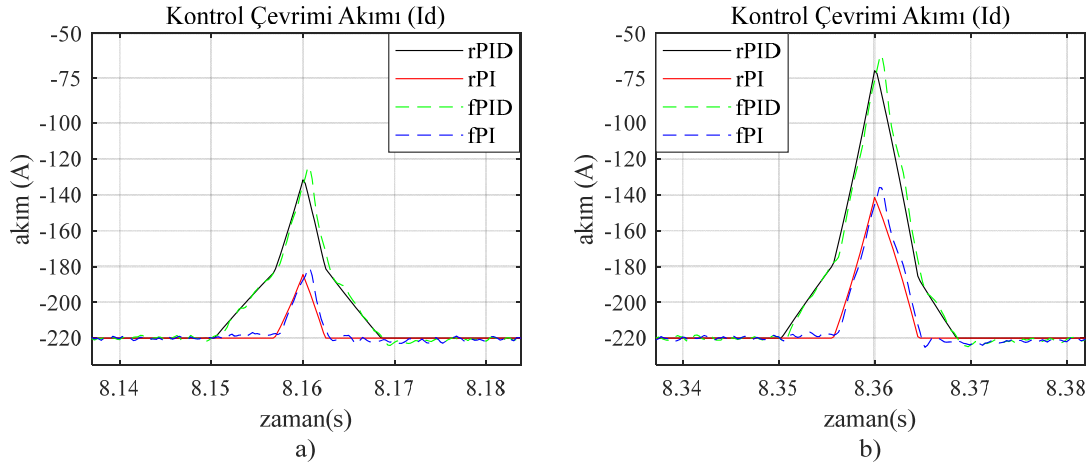 Kontrol Çevrimi Akımı (Id)
-50
-75
-100
-120
-140
-160
-180
-200
-220
akım (A)
rPID
rPI
fPID
fPI
8.14
8.15
8.16
8.17
8.18
zaman(s)
a)
Kontrol Çevrimi Akımı (Id)
-50
-75
-100
-120
-140
-160
-180
-200
-220
akım (A)
rPID
rPI
fPID
fPI
8.34
8.35
8.36
8.37
8.38
zaman(s)
b)